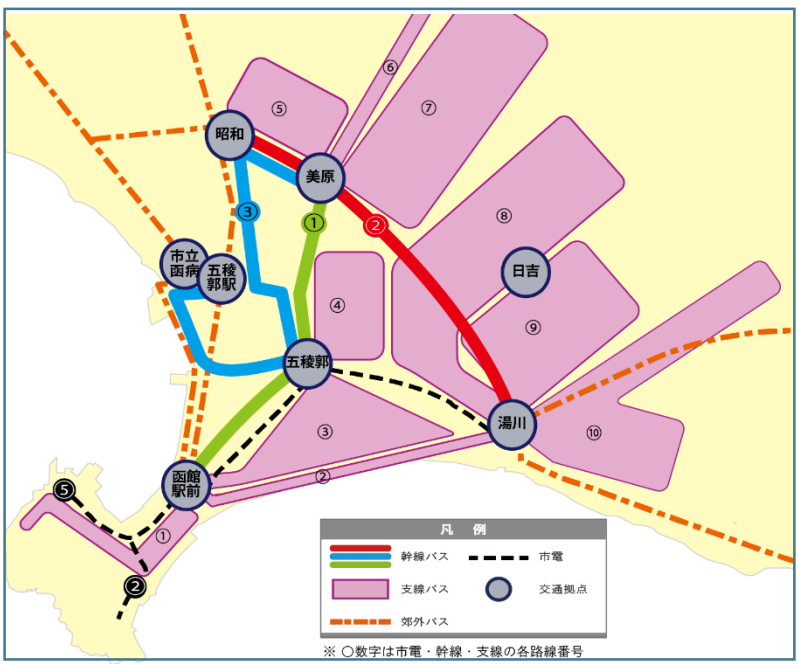 ⑥
⑤
⑦
昭和
美原
③
①
②
⑧
市立
函病
五稜
郭駅
日吉
④
⑨
五稜郭
湯川
③
⑩
函館
駅前
②
❺
①
凡 例
幹線バス
市電
❷
支線バス
交通拠点
郊外バス
※ 〇数字は市電・幹線・支線の各路線番号